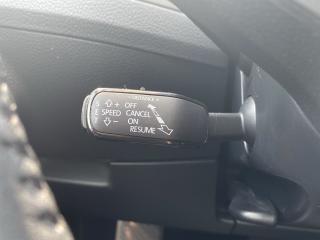 S + OFF
E SPEED CANCEL
T - ON
RESUME